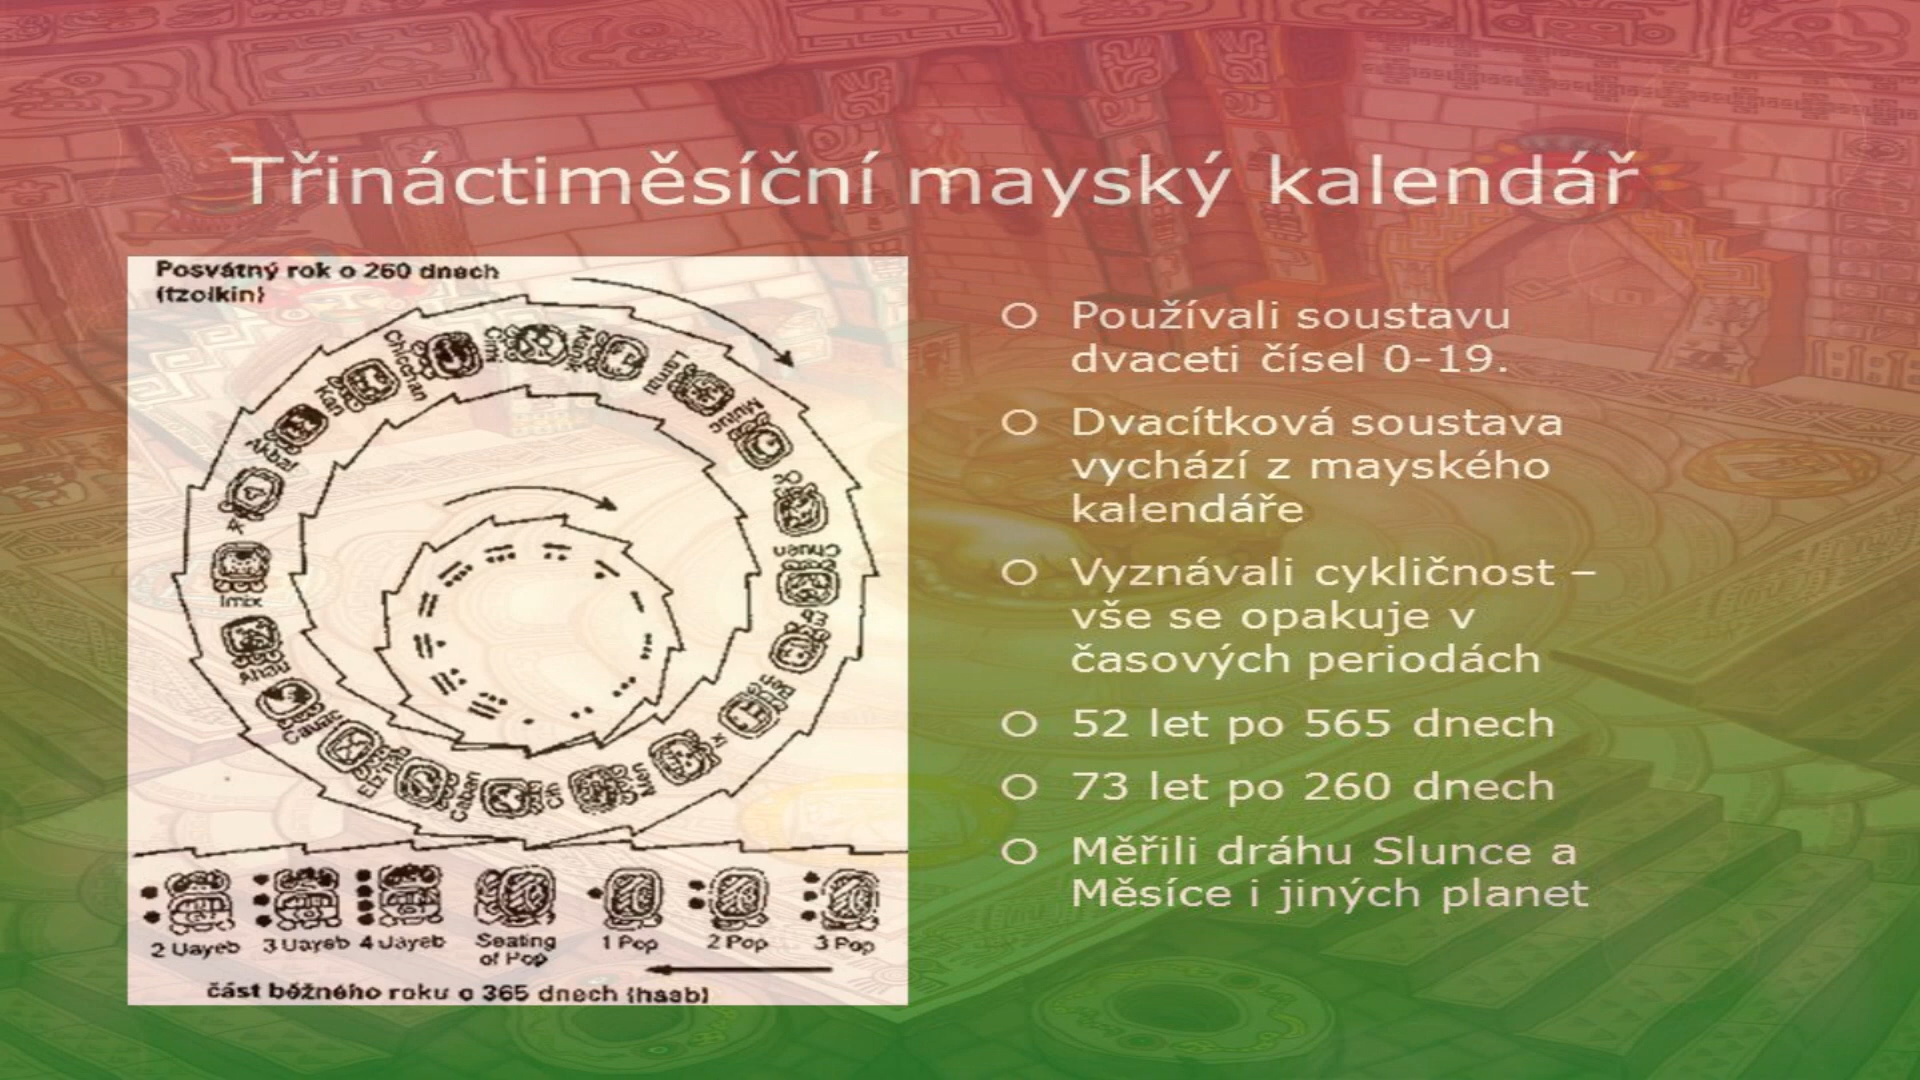 Třináctiměsíční mayský kalendář
Posvátný rok o 260 dnech
(tzolkin)
Chicchan
Cimi
Manik
Lamat
Muluc
Oc
Chuen
Eb
Ben
Ix
Men
Cib
Caban
Cauac
Ahau
Imix
Ik
Akbal
Kan
2 Uayeb
3 Uayeb
4 Uayeb
Seating
of Pop
1 Pop
2 Pop
3 Pop
část běžného roku o 365 dnech (haab)
Používali soustavu
dvaceti čísel 0-19.
Dvacítková soustava
vychází z mayského
kalendáře
Vyznávali cykličnost –
vše se opakuje v
časových periodách
52 let po 565 dnech
73 let po 260 dnech
Měřili dráhu Slunce a
Měsíce i jiných planet